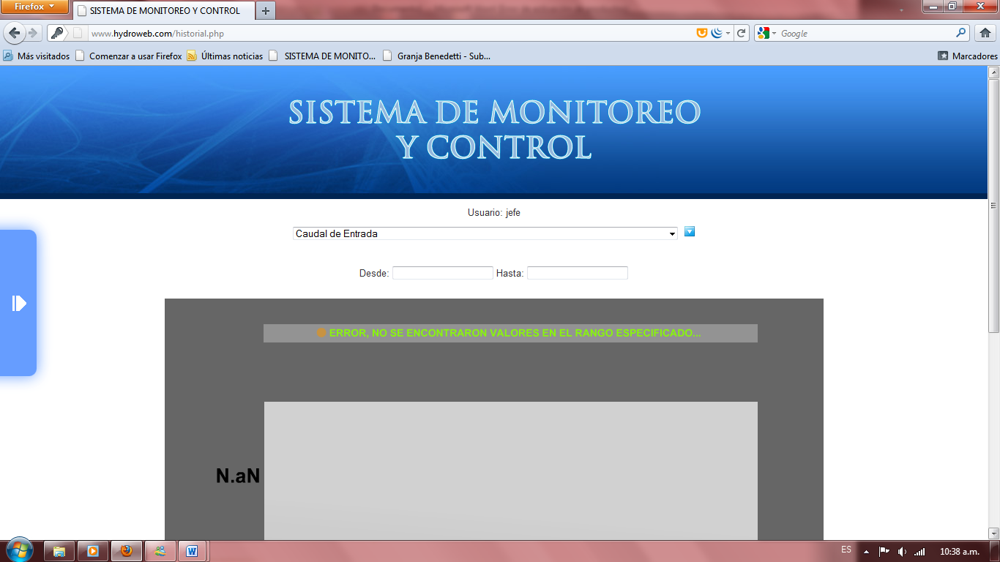 Firefox
SISTEMA DE MONITOREO Y CONTROL
www.hydroweb.com/historial.php
Google
Más visitados
Comenzar a usar Firefox
Últimas noticias
SISTEMA DE MONITO...
Granja Benedetti - Sub...
Marcadores
SISTEMA DE MONITOREO
Y CONTROL
Usuario: jefe
Caudal de Entrada
Desde:
Hasta:
ERROR, NO SE ENCONTRARON VALORES EN EL RANGO ESPECIFICADO...
N.aN
ES
10:38 a.m.